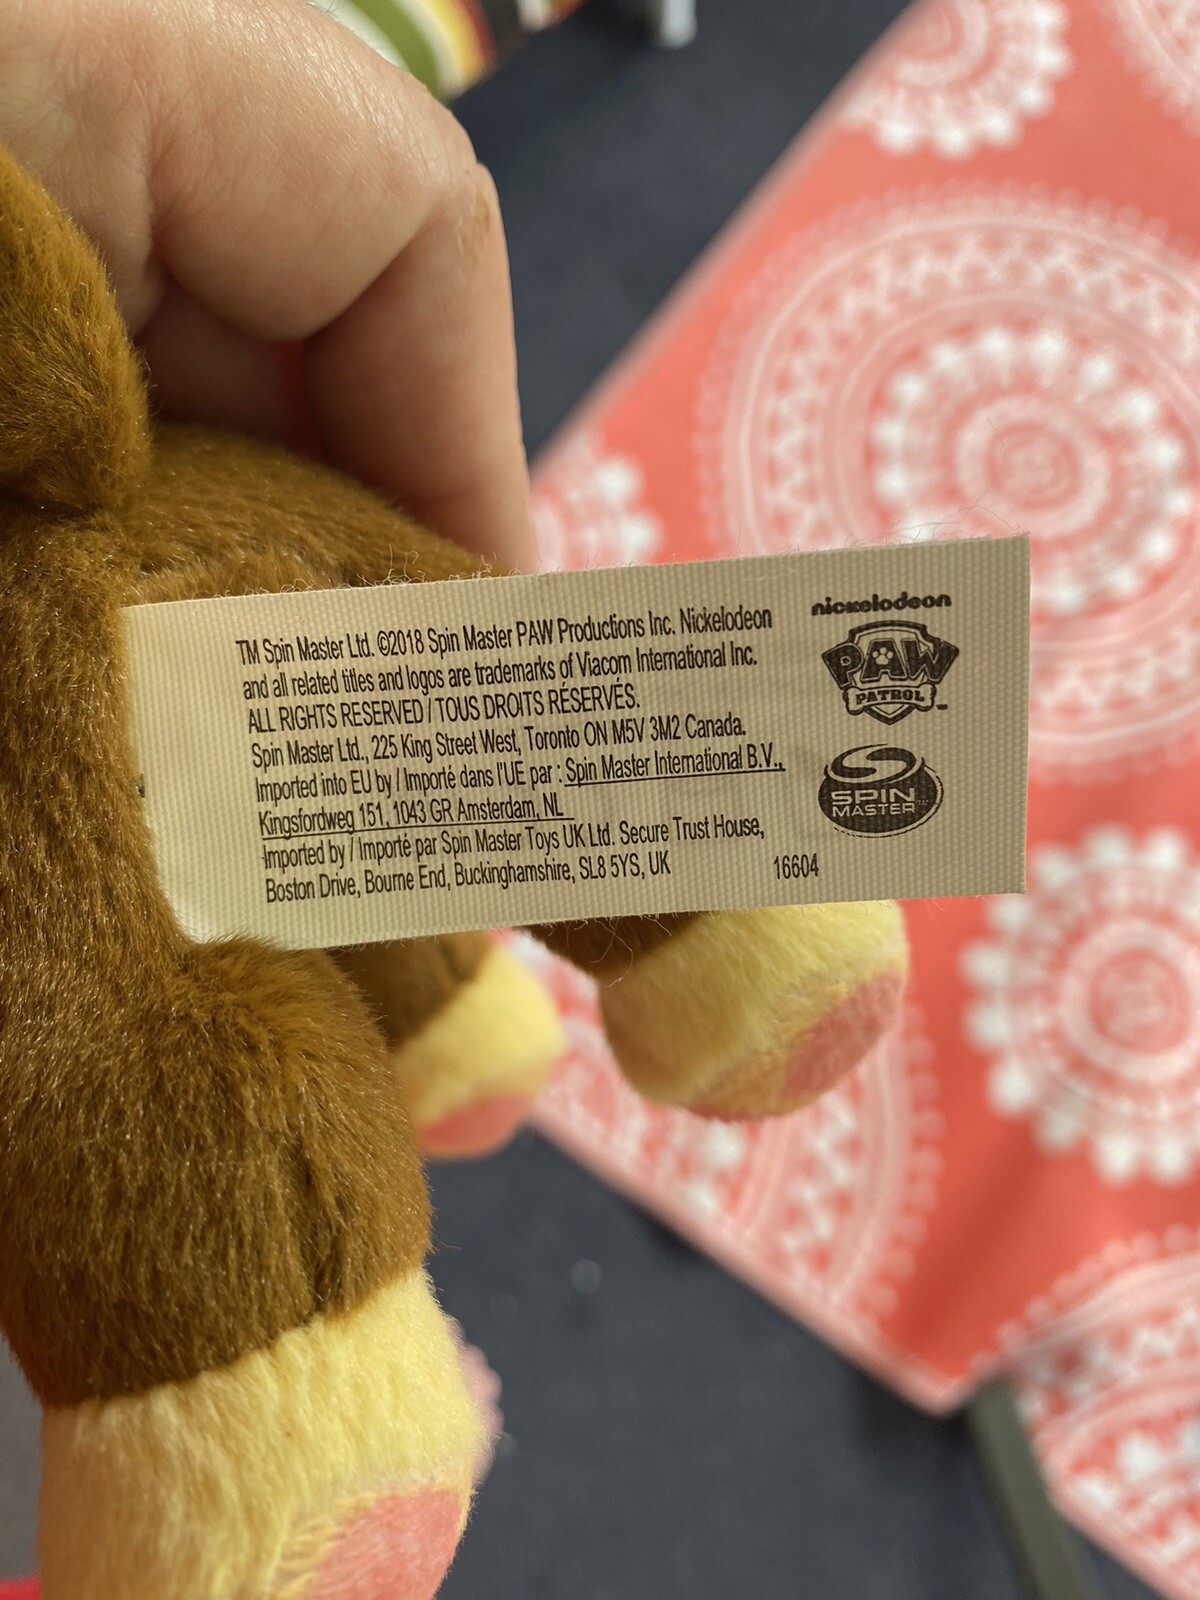 TM Spin Master Ltd. ©2018 Spin Master PAW Productions Inc. Nickelodeon
and all related titles and logos are trademarks of Viacom International Inc.
ALL RIGHTS RESERVED / TOUS DROITS RÉSERVÉS.
Spin Master Ltd., 225 King Street West, Toronto ON M5V 3M2 Canada.
Imported into EU by / Importé dans l'UE par : Spin Master International B.V.,
Kingsfordweg 151, 1043 GR Amsterdam, NL
Imported by / Importé par Spin Master Toys UK Ltd. Secure Trust House,
Boston Drive, Bourne End, Buckinghamshire, SL8 5YS, UK
16604
nickelodeon
PAW
PATROL™
SPIN
MASTER™